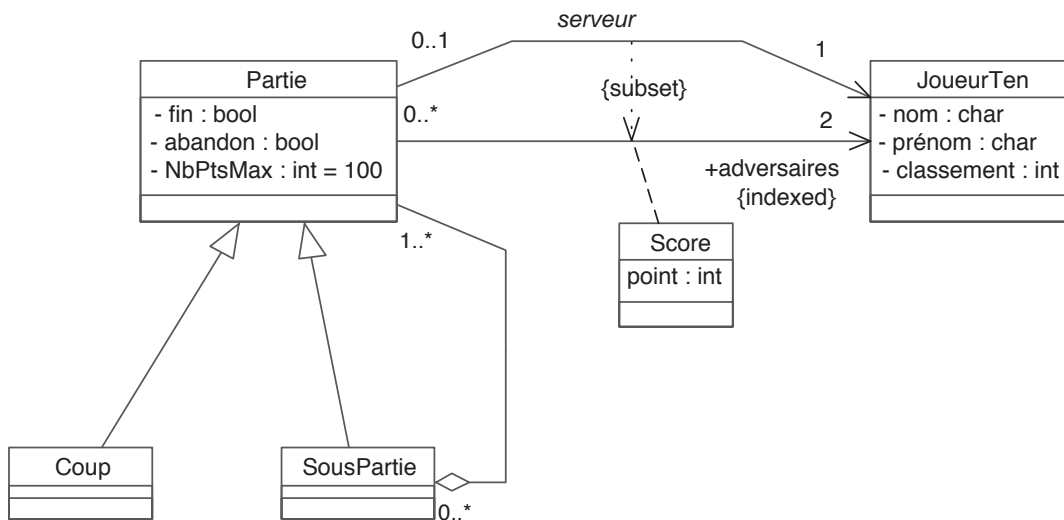 serveur
0..1
1
Partie
- fin : bool
- abandon : bool
- NbPtsMax : int = 100
{subset}
JoueurTen
- nom : char
- prénom : char
- classement : int
0..*
2
+adversaires
{indexed}
1..*
Score
point : int
Coup
SousPartie
0..*